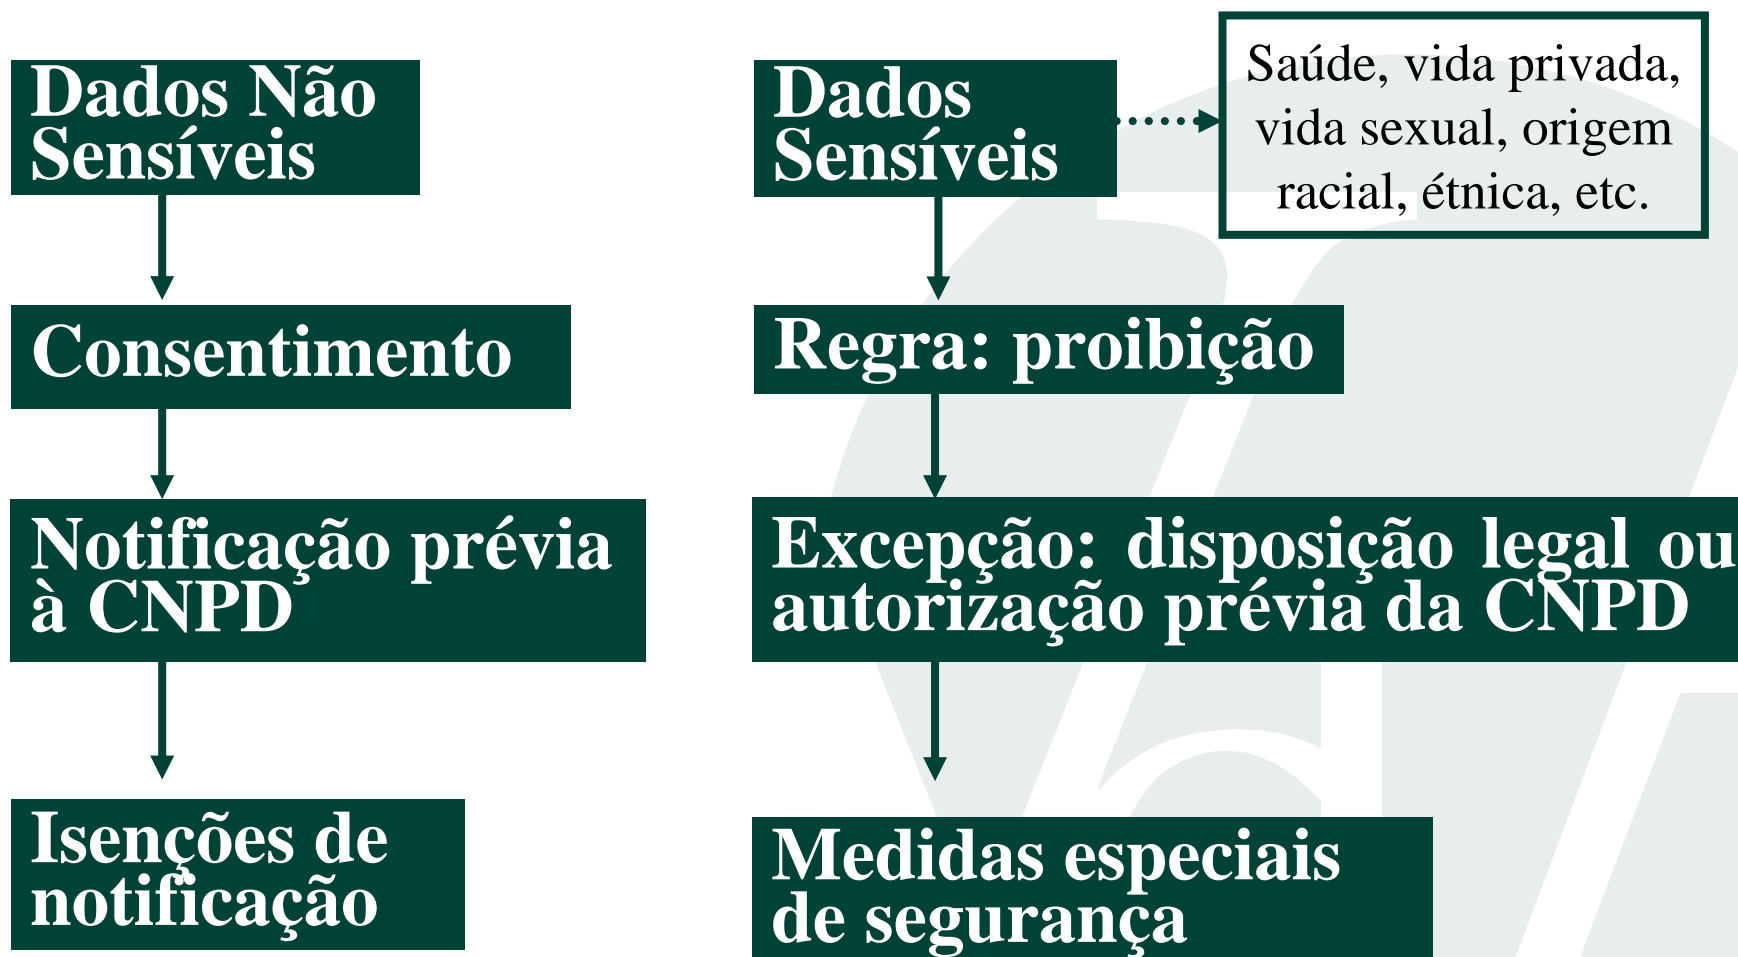 Dados Não
Sensíveis
Consentimento
Notificação prévia
à CNPD
Isenções de
notificação
Dados
Sensíveis
Saúde, vida privada,
vida sexual, origem
racial, étnica, etc.
Regra: proibição
Excepção: disposição legal ou
autorização prévia da CNPD
Medidas especiais
de segurança